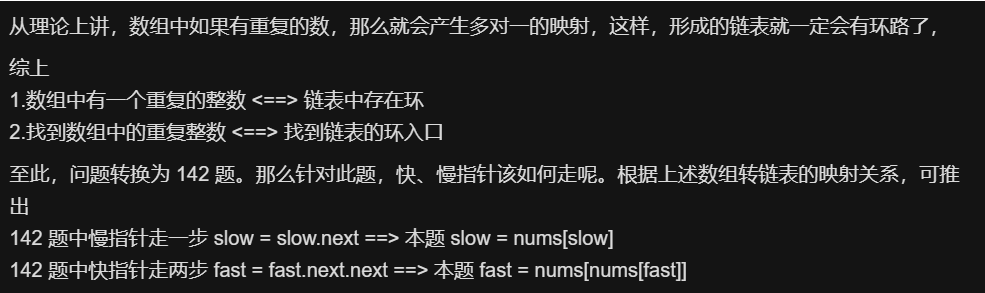 从理论上讲，数组中如果有重复的数，那么就会产生多对一的映射，这样，形成的链表就一定会有环路了，
综上
1.数组中有一个重复的整数 <==> 链表中存在环
2.找到数组中的重复整数 <==> 找到链表的环入口
至此，问题转换为 142 题。那么针对此题，快、慢指针该如何走呢。根据上述数组转链表的映射关系，可推
出
142 题中慢指针走一步 slow = slow.next ==> 本题 slow = nums[slow]
142 题中快指针走两步 fast = fast.next.next ==> 本题 fast = nums[nums[fast]]